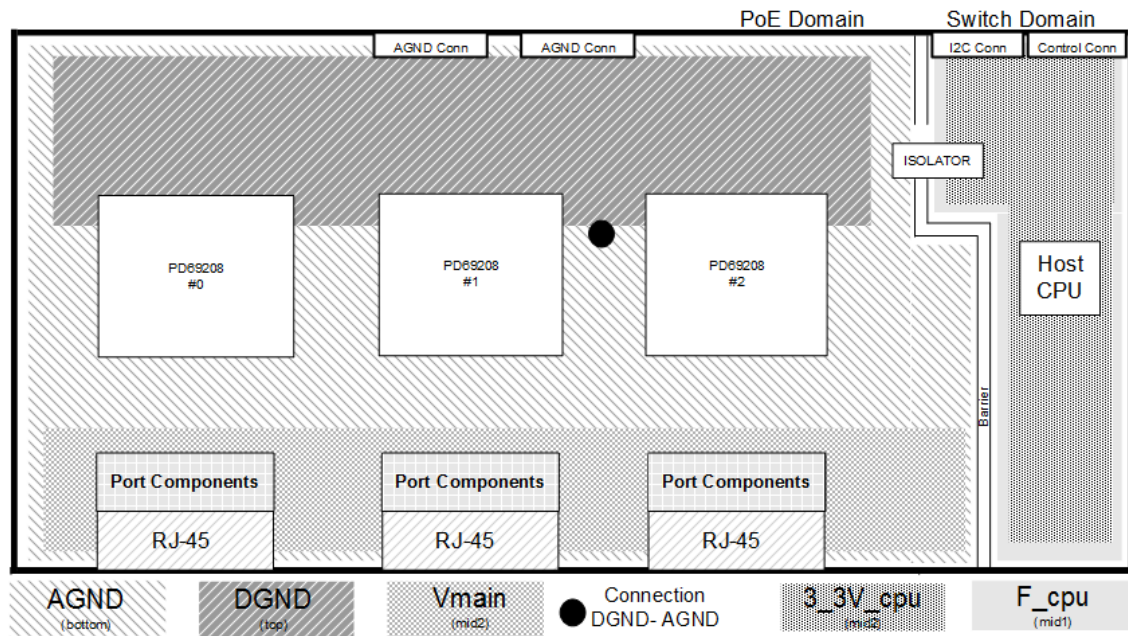 PoE Domain
Switch Domain
AGND Conn
AGND Conn
I2C Conn
Control Conn
ISOLATOR
PD69208
#0
PD69208
#1
PD69208
#2
Host
CPU
Barrier
Port Components
Port Components
Port Components
RJ-45
RJ-45
RJ-45
AGND
(bottom)
DGND
(top)
Vmain
(mid2)
Connection
DGND- AGND
3_3V_cpu
(mid2)
F_cpu
(mid1)